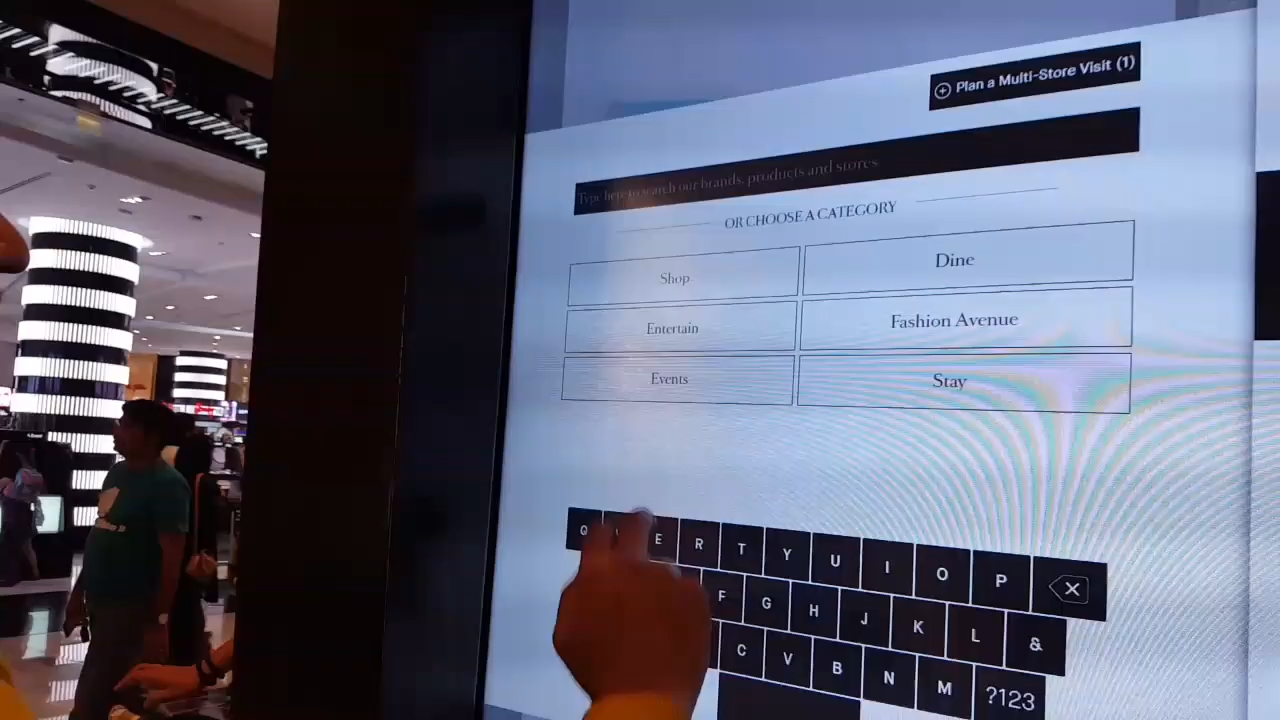 Plan a Multi-Store Visit (1)
Type here to search our brands, products and stores
OR CHOOSE A CATEGORY
Shop
Dine
Entertain
Fashion Avenue
Events
Stay
Q E R T Y U I O P
F G H J K L &
C V B N M ?123